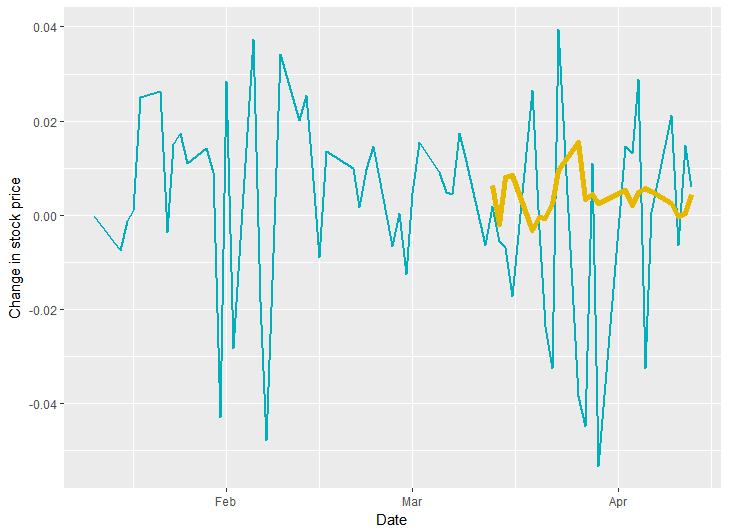 0.04
0.02
0.00
-0.02
-0.04
Change in stock price
Feb
Mar
Apr
Date